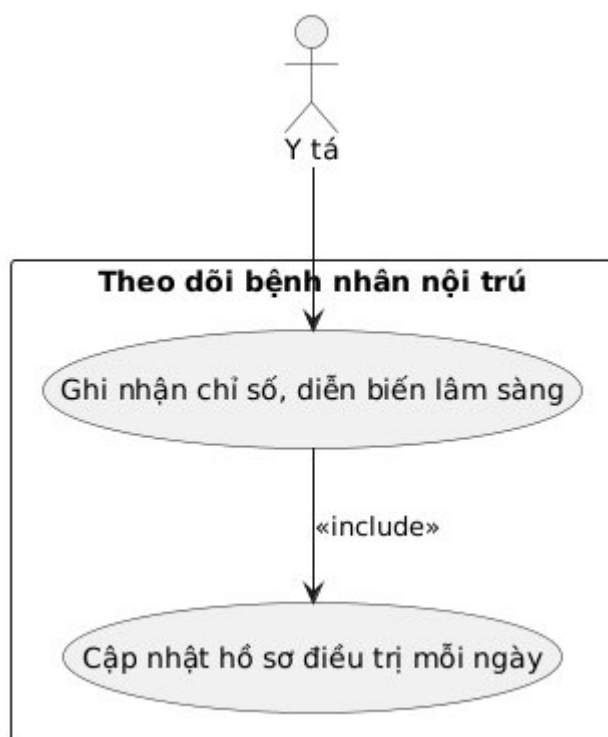 Y tá
Theo dõi bệnh nhân nội trú
Ghi nhận chỉ số, diễn biến lâm sàng
«include»
Cập nhật hồ sơ điều trị mỗi ngày